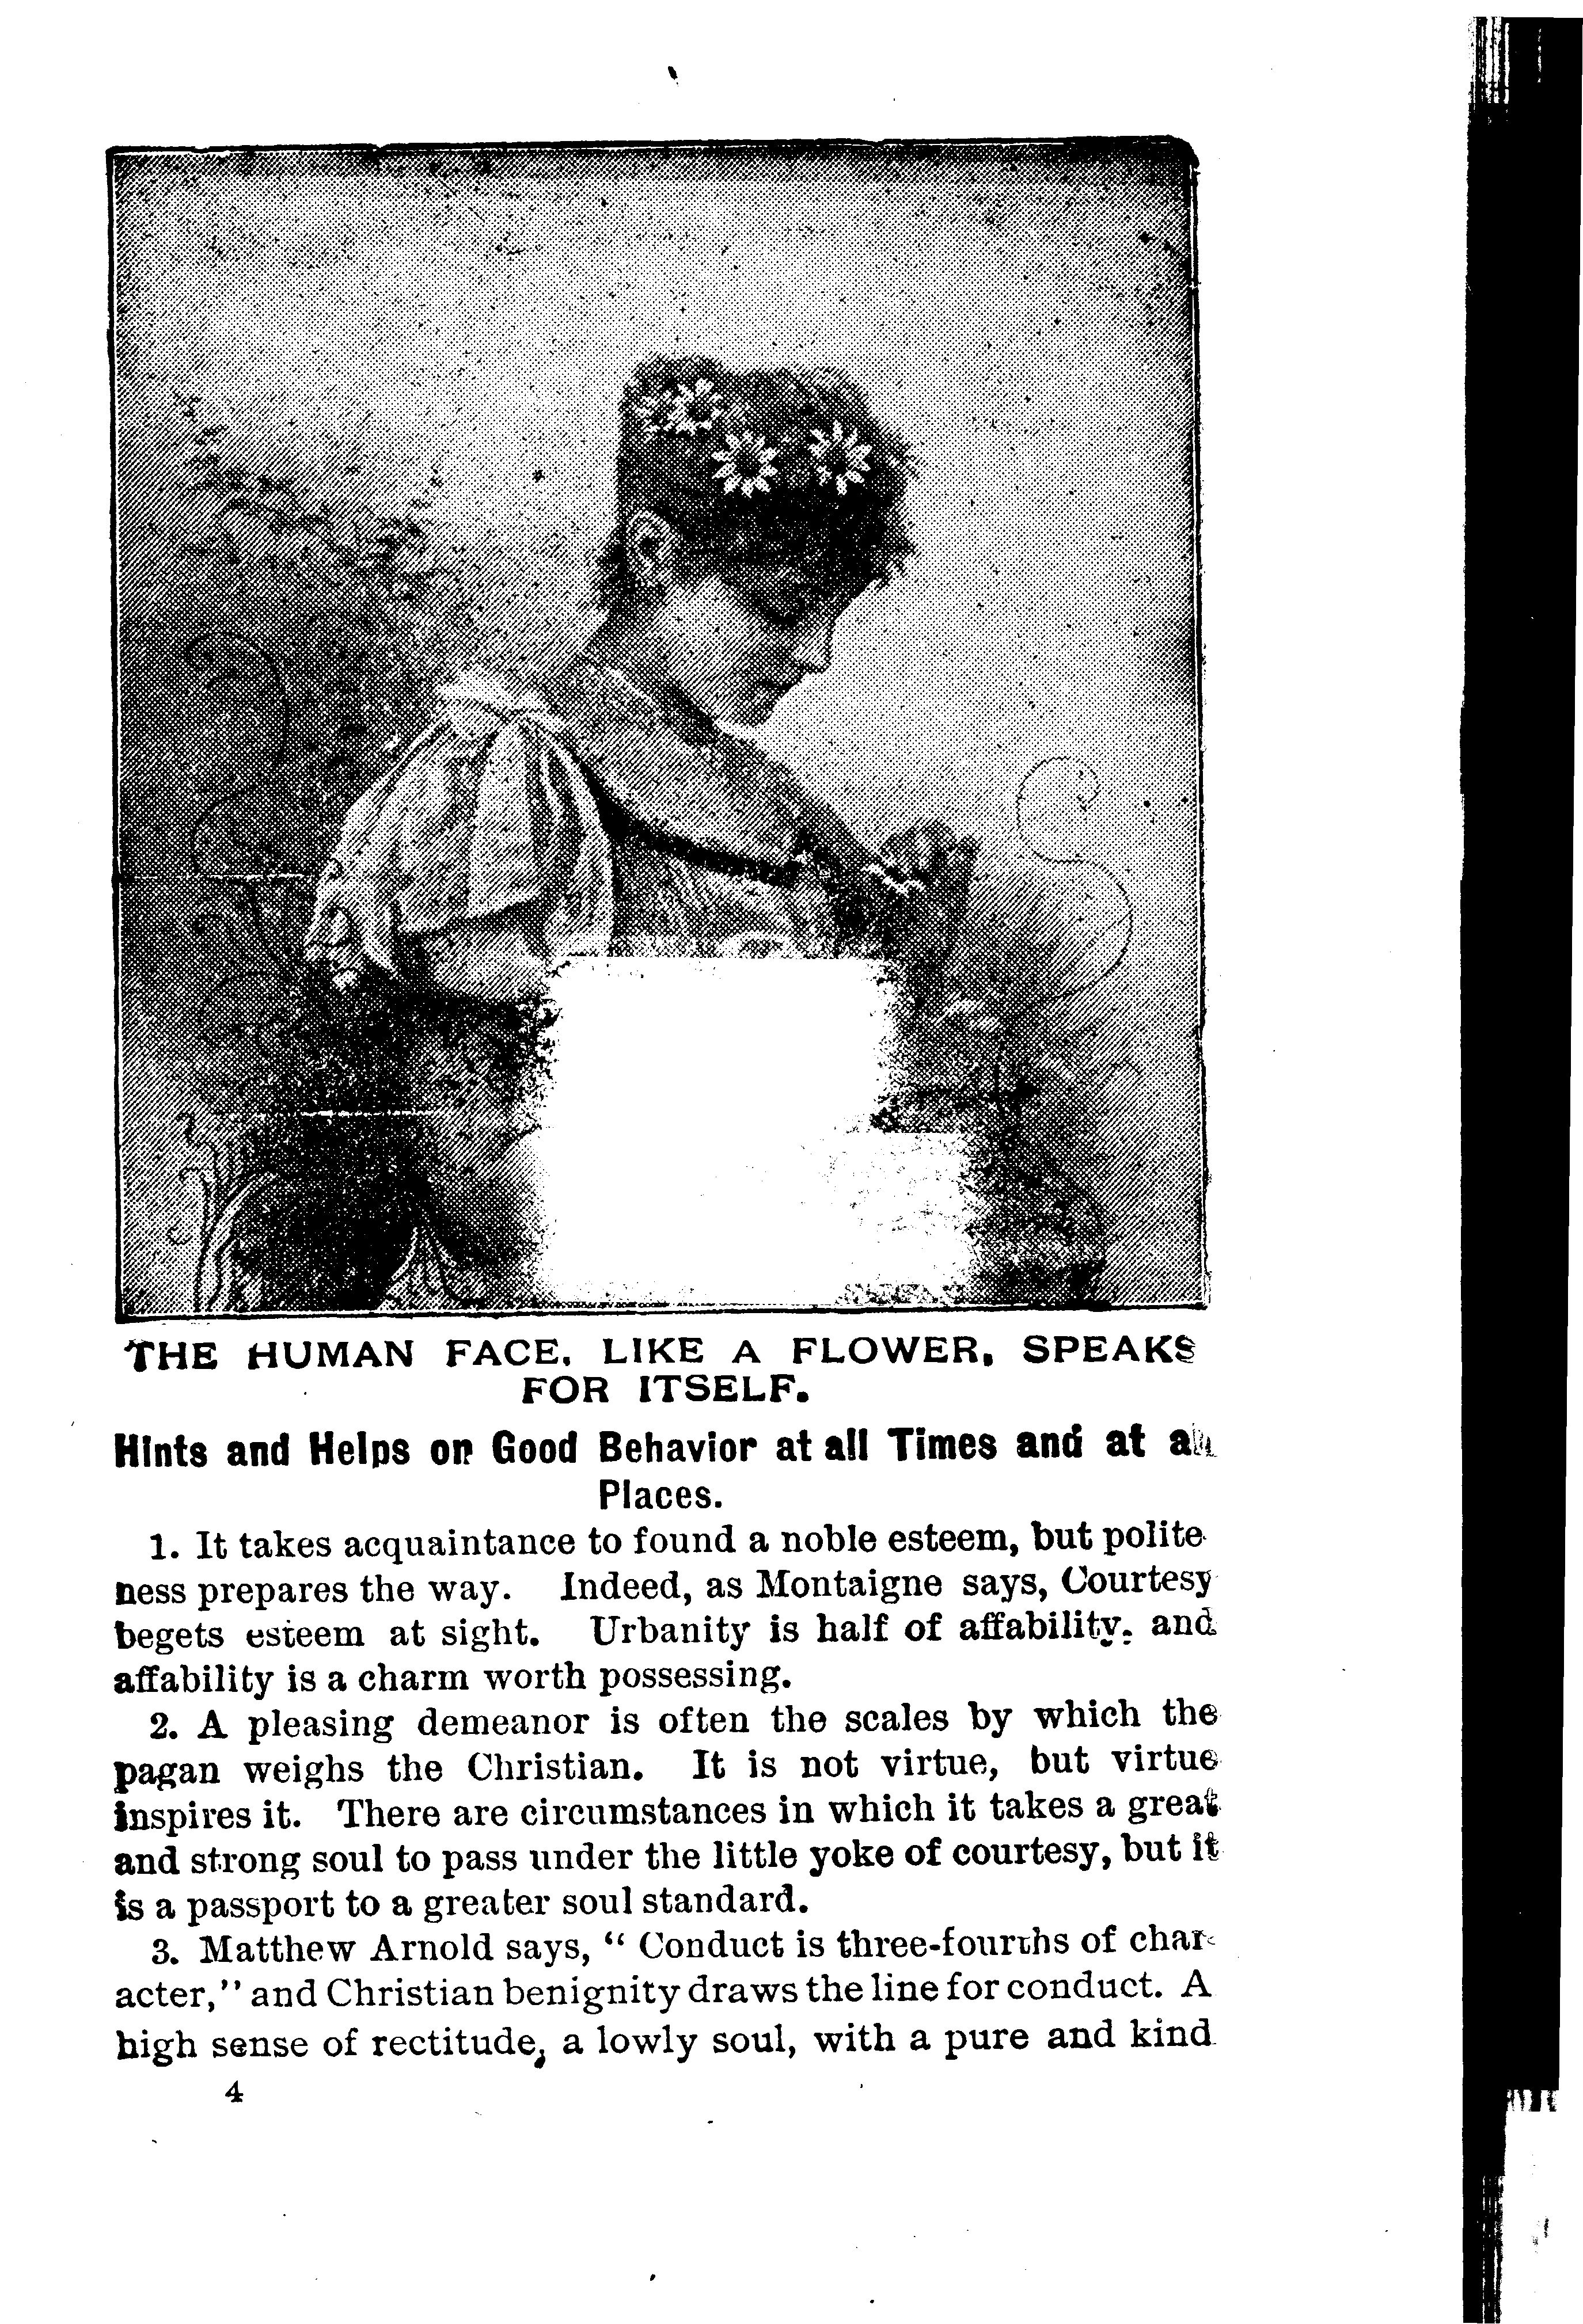 THE HUMAN FACE, LIKE A FLOWER, SPEAKS
FOR ITSELF.
Hints and Helps on Good Behavior at all Times and at all
Places.
1. It takes acquaintance to found a noble esteem, but polite-
ness prepares the way. Indeed, as Montaigne says, Courtesy
begets esteem at sight. Urbanity is half of affability, and
affability is a charm worth possessing.
2. A pleasing demeanor is often the scales by which the
pagan weighs the Christian. It is not virtue, but virtue
inspires it. There are circumstances in which it takes a great
and strong soul to pass under the little yoke of courtesy, but it
is a passport to a greater soul standard.
3. Matthew Arnold says, “ Conduct is three-fourths of char-
acter,” and Christian benignity draws the line for conduct. A
high sense of rectitude, a lowly soul, with a pure and kind
4